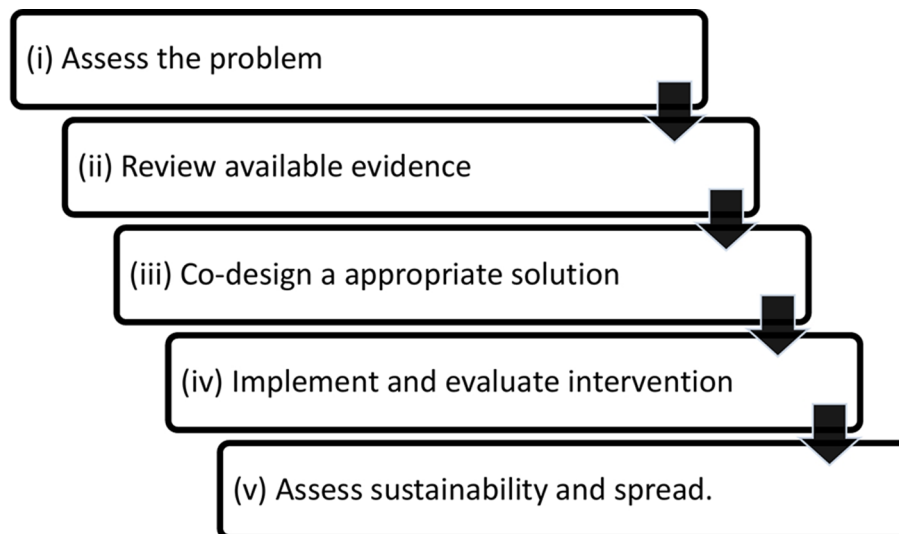 (i) Assess the problem
(ii) Review available evidence
(iii) Co-design a appropriate solution
(iv) Implement and evaluate intervention
(v) Assess sustainability and spread.